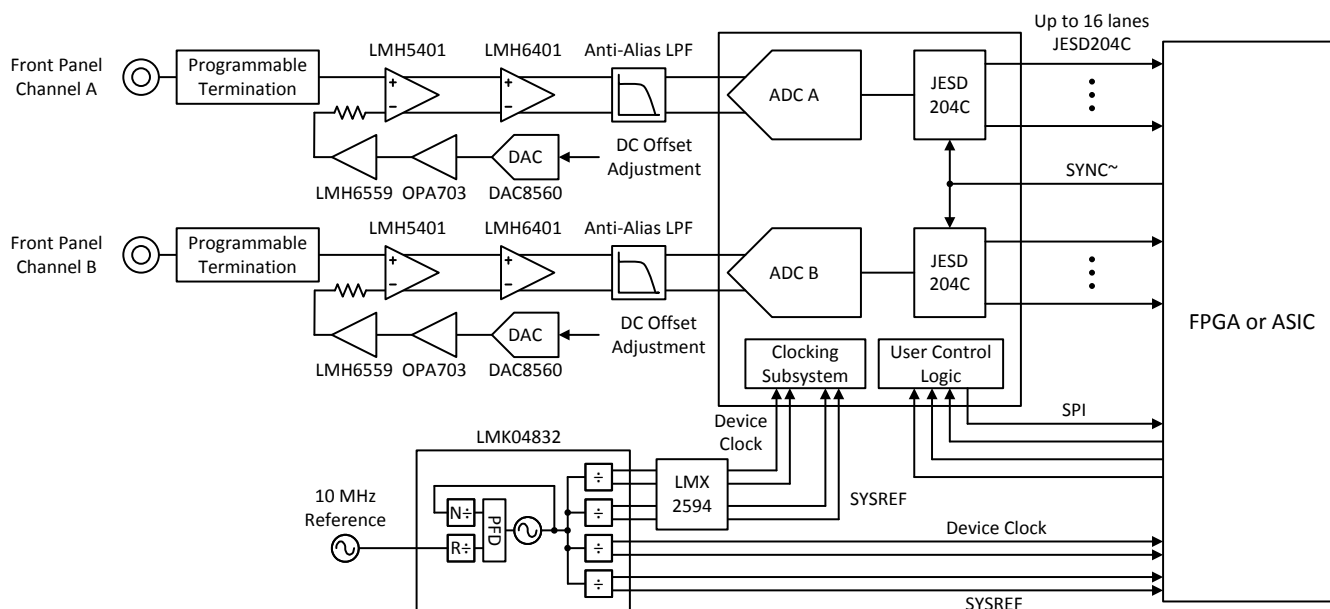 Up to 16 lanes
JESD204C
Front Panel
Channel A
Programmable
Termination
LMH5401
LMH6401
Anti-Alias LPF
+
−
+
−
ADC A
JESD
204C
LMH6559
OPA703
DAC
DAC8560
DC Offset
Adjustment
SYNC~
Front Panel
Channel B
Programmable
Termination
LMH5401
LMH6401
Anti-Alias LPF
+
−
+
−
ADC B
JESD
204C
FPGA or ASIC
LMH6559
OPA703
DAC
DAC8560
DC Offset
Adjustment
Clocking
Subsystem
User Control
Logic
SPI
Device
Clock
LMK04832
10 MHz
Reference
N÷
R÷
PFD
÷
÷
÷
÷
LMX
2594
SYSREF
Device Clock
SYSREF